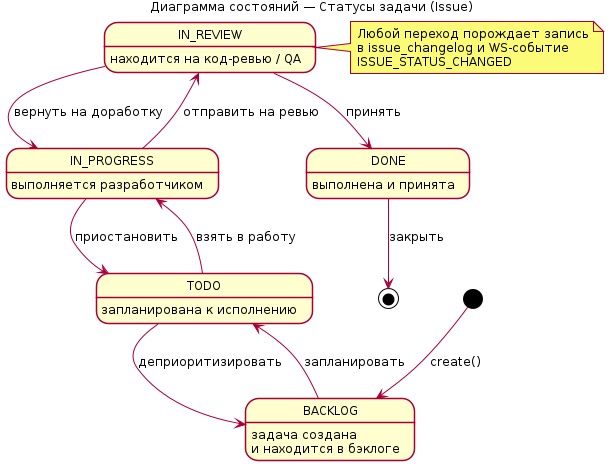 Диаграмма состояний — Статусы задачи (Issue)
IN_REVIEW
находится на код-ревью / QA
Любой переход порождает запись
в issue_changelog и WS-событие
ISSUE_STATUS_CHANGED
вернуть на доработку
отправить на ревью
принять
IN_PROGRESS
выполняется разработчиком
DONE
выполнена и принята
приостановить
взять в работу
закрыть
TODO
запланирована к исполнению
деприоритизировать
запланировать
create()
BACKLOG
задача создана
и находится в бэклоге